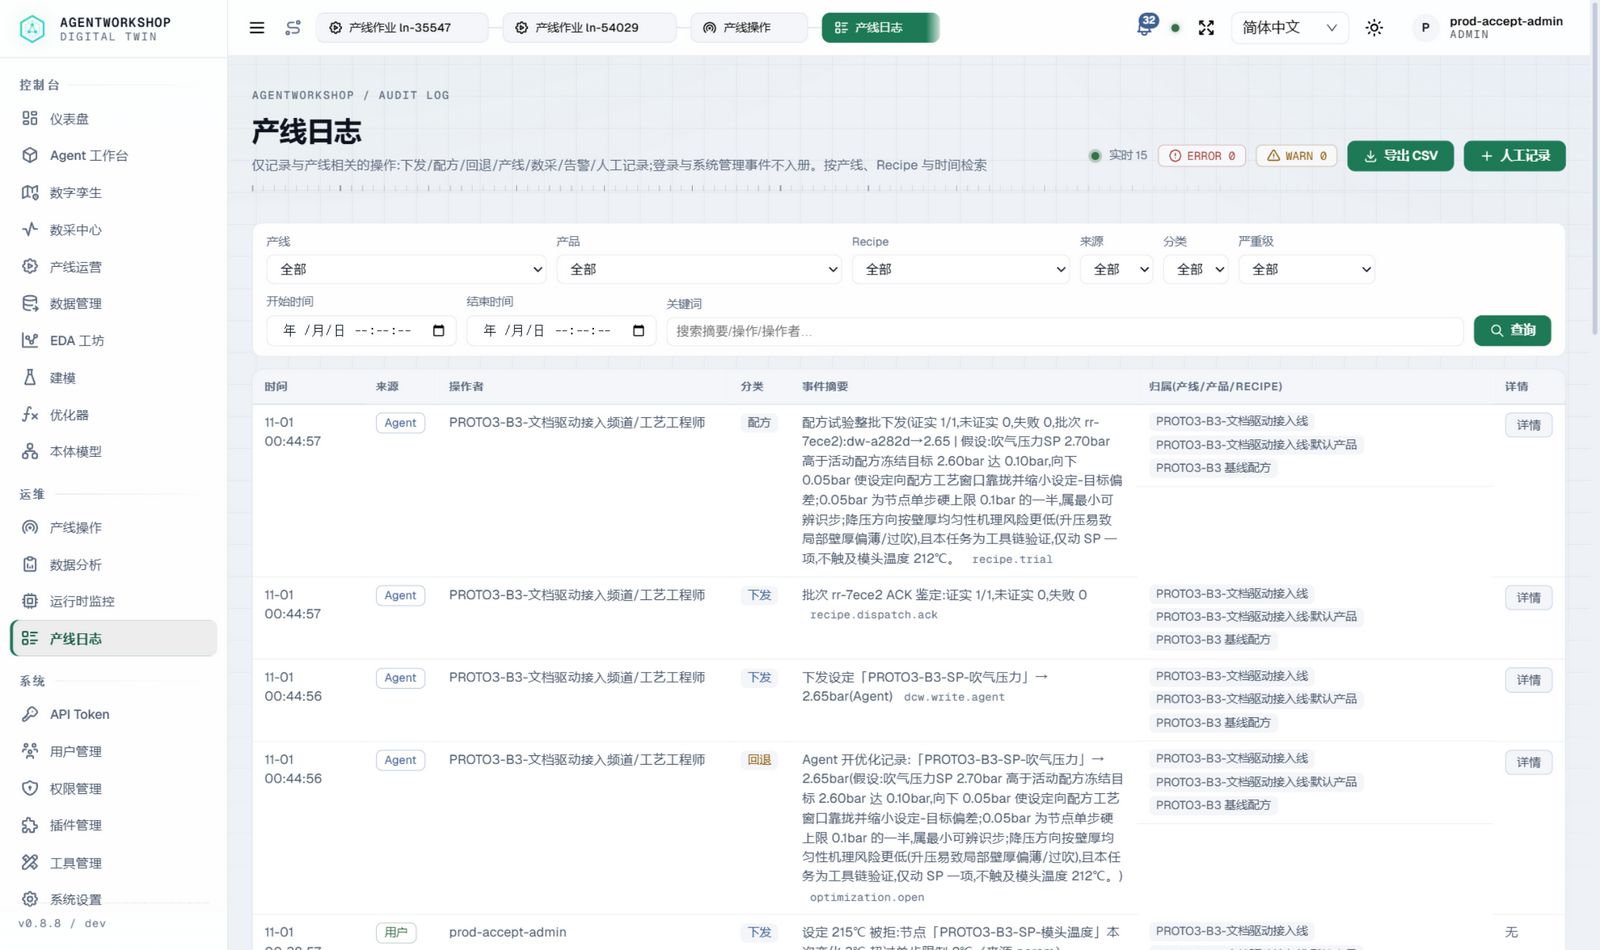 AGENTWORKSHOP
DIGITAL TWIN
产线作业 ln-35547
产线作业 ln-54029
产线操作
产线日志
32
简体中文
P
prod-accept-admin
ADMIN
控制台
仪表盘
Agent 工作台
数字孪生
数采中心
产线运营
数据管理
EDA 工坊
建模
优化器
本体模型
运维
产线操作
数据分析
运行时监控
产线日志
系统
API Token
用户管理
权限管理
插件管理
工具管理
系统设置
v0.8.8 / dev
AGENTWORKSHOP / AUDIT LOG
产线日志
仅记录与产线相关的操作:下发/配方/回退/产线/数采/告警/人工记录;登录与系统管理事件不入册。按产线、Recipe 与时间检索
实时 15
ERROR 0
WARN 0
导出 CSV
人工记录
产线
产品
Recipe
来源
分类
严重级
全部
全部
全部
全部
全部
全部
开始时间
结束时间
关键词
年 /月/日 --:--:--
年 /月/日 --:--:--
搜索摘要/操作/操作者...
查询
时间
来源
操作者
分类
事件摘要
归属(产线/产品/RECIPE)
详情
11-01
00:44:57
Agent
PROTO3-B3-文档驱动接入频道/工艺工程师
配方
配方试验整批下发(证实 1/1,未证实 0,失败 0,批次 rr-
7ece2):dw-a282d→2.65 | 假设:吹气压力SP 2.70bar
高于活动配方冻结目标 2.60bar 达 0.10bar,向下
0.05bar 使设定向配方工艺窗口靠拢并缩小设定-目标偏
差;0.05bar 为节点单步硬上限 0.1bar 的一半,属最小可
辨识步;降压方向按壁厚均匀性机理风险更低(升压易致
局部壁厚偏薄/过吹),且本任务为工具链验证,仅动 SP 一
项,不触及模头温度 212℃。 recipe.trial
PROTO3-B3-文档驱动接入线
PROTO3-B3-文档驱动接入线·默认产品
PROTO3-B3 基线配方
详情
11-01
00:44:57
Agent
PROTO3-B3-文档驱动接入频道/工艺工程师
下发
批次 rr-7ece2 ACK 鉴定:证实 1/1,未证实 0,失败 0
recipe.dispatch.ack
PROTO3-B3-文档驱动接入线
PROTO3-B3-文档驱动接入线·默认产品
PROTO3-B3 基线配方
详情
11-01
00:44:56
Agent
PROTO3-B3-文档驱动接入频道/工艺工程师
下发
下发设定「PROTO3-B3-SP-吹气压力」→
2.65bar(Agent) dcw.write.agent
PROTO3-B3-文档驱动接入线
PROTO3-B3-文档驱动接入线·默认产品
PROTO3-B3 基线配方
详情
11-01
00:44:56
Agent
PROTO3-B3-文档驱动接入频道/工艺工程师
回退
Agent 开优化记录:「PROTO3-B3-SP-吹气压力」→
2.65bar(假设:吹气压力SP 2.70bar 高于活动配方冻结目
标 2.60bar 达 0.10bar,向下 0.05bar 使设定向配方工艺
窗口靠拢并缩小设定-目标偏差;0.05bar 为节点单步硬
上限 0.1bar 的一半,属最小可辨识步;降压方向按壁厚均
匀性机理风险更低(升压易致局部壁厚偏薄/过吹),且本任
务为工具链验证,仅动 SP 一项,不触及模头温度 212℃。)
optimization.open
PROTO3-B3-文档驱动接入线
PROTO3-B3-文档驱动接入线·默认产品
PROTO3-B3 基线配方
详情
11-01
用户
prod-accept-admin
下发
设定 215℃ 被拒:节点「PROTO3-B3-SP-模头温度」本
PROTO3-B3-文档驱动接入线
无